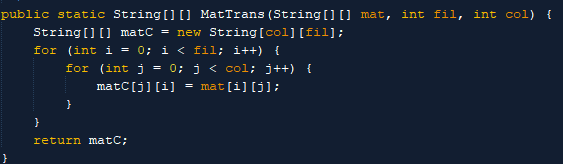 public static String[][] MatTrans(String[][] mat, int fil, int col) {
    String[][] matC = new String[col][fil];
    for (int i = 0; i < fil; i++) {
        for (int j = 0; j < col; j++) {
            matC[j][i] = mat[i][j];
        }
    }
    return matC;
}